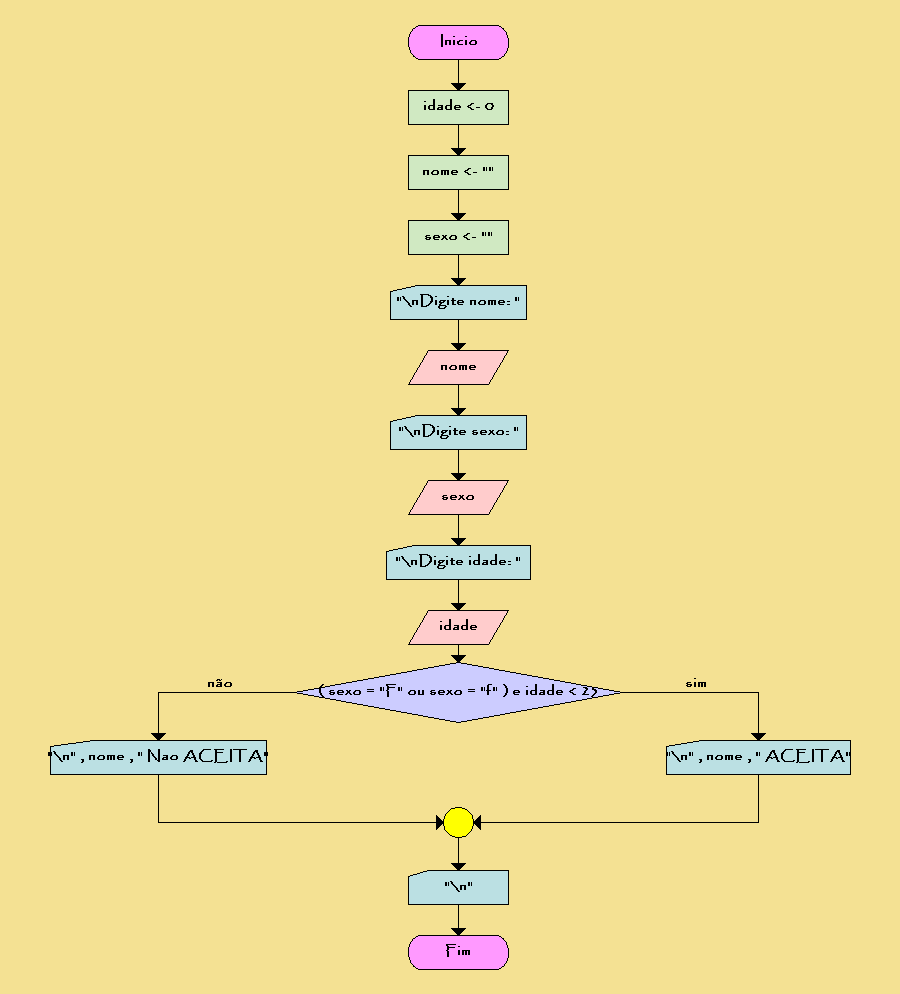 Inicio
idade <- 0
nome <- ""
sexo <- ""
"\nDigite nome: "
nome
"\nDigite sexo: "
sexo
"\nDigite idade: "
idade
não
( sexo = "F" ou sexo = "f" ) e idade < 25
sim
"\n" , nome , " Nao ACEITA"
"\n" , nome , " ACEITA"
"\n"
Fim